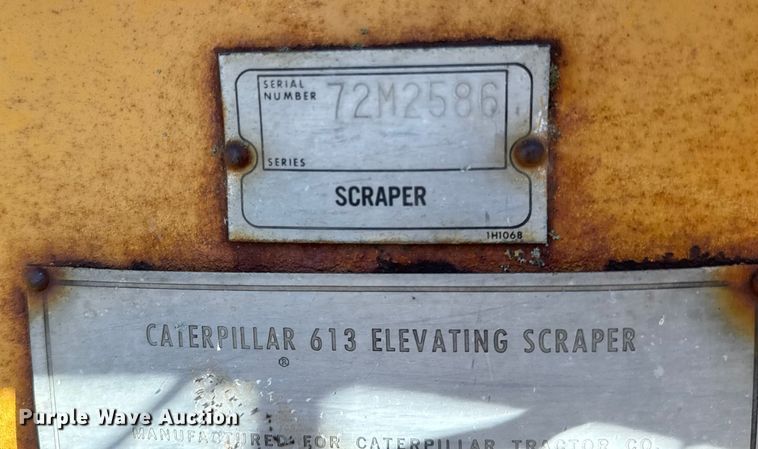 SERIAL
NUMBER 72M2586
SERIES
SCRAPER
1H1068
CATERPILLAR 613 ELEVATING SCRAPER
®
Purple Wave Auction
MANUFACTURED FOR CATERPILLAR TRACTOR CO.